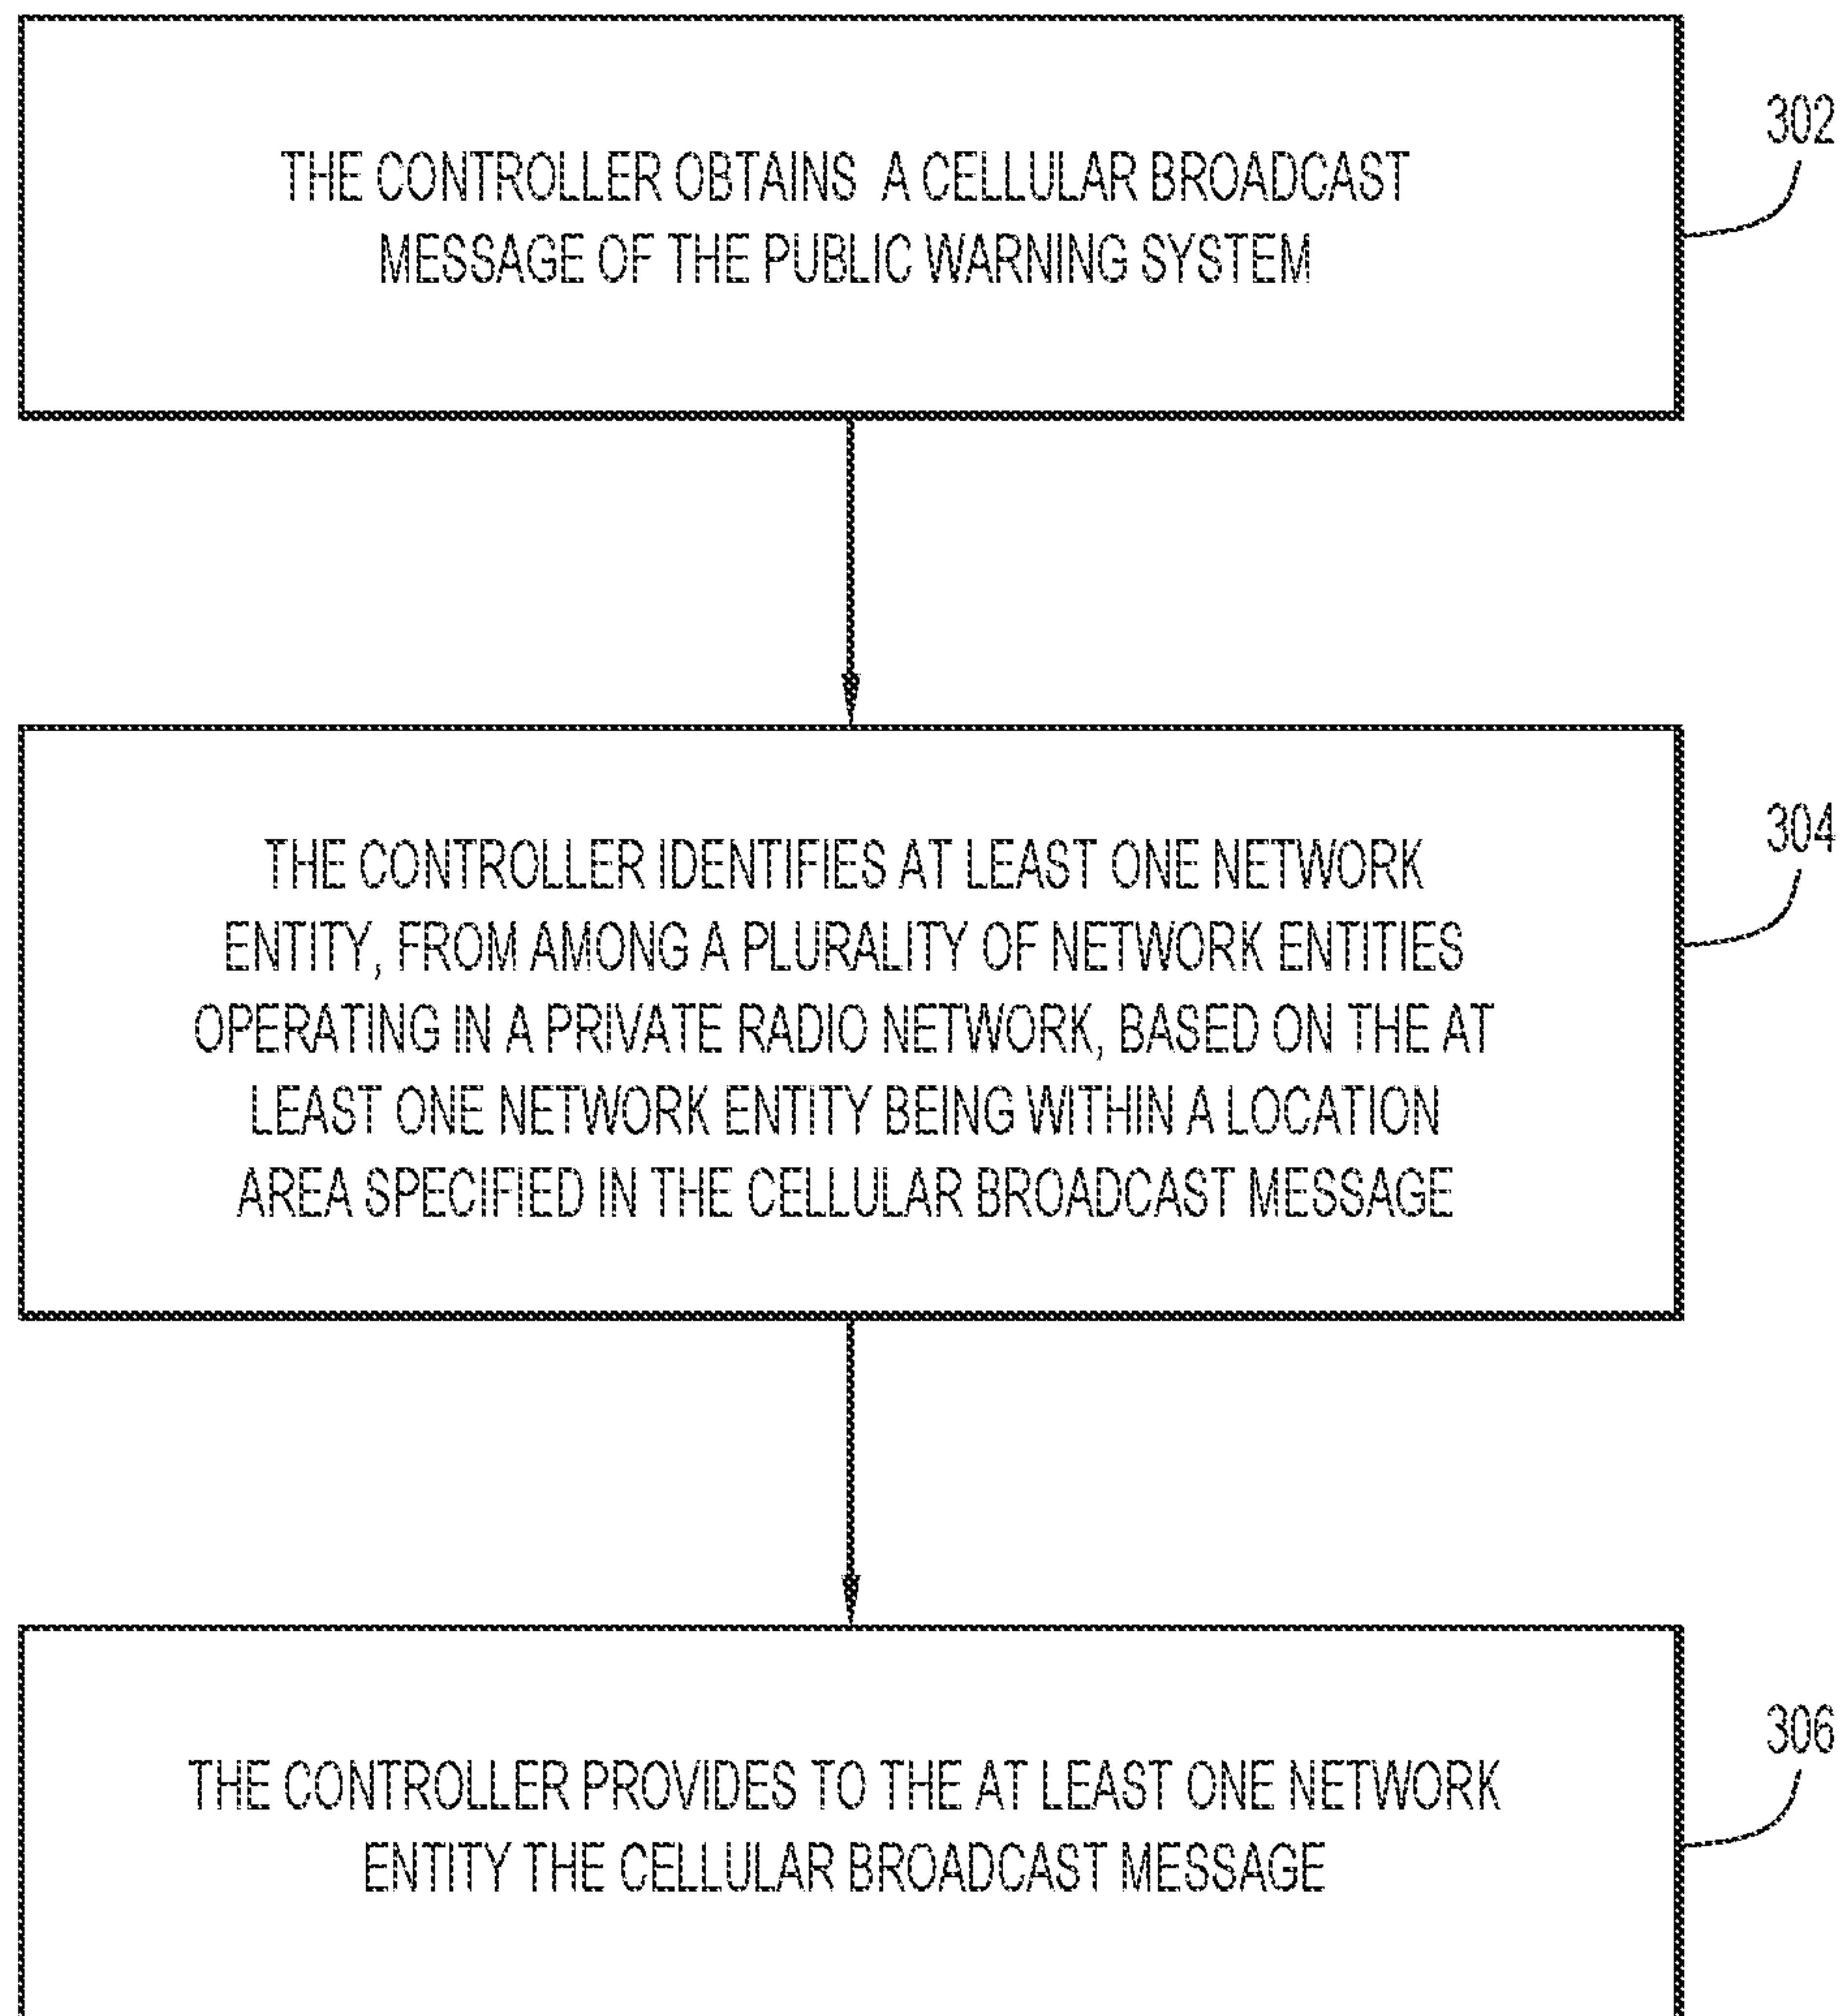 302
THE CONTROLLER OBTAINS A CELLULAR BROADCAST
MESSAGE OF THE PUBLIC WARNING SYSTEM
304
THE CONTROLLER IDENTIFIES AT LEAST ONE NETWORK
ENTITY, FROM AMONG A PLURALITY OF NETWORK ENTITIES
OPERATING IN A PRIVATE RADIO NETWORK, BASED ON THE AT
LEAST ONE NETWORK ENTITY BEING WITHIN A LOCATION
AREA SPECIFIED IN THE CELLULAR BROADCAST MESSAGE
306
THE CONTROLLER PROVIDES TO THE AT LEAST ONE NETWORK
ENTITY THE CELLULAR BROADCAST MESSAGE